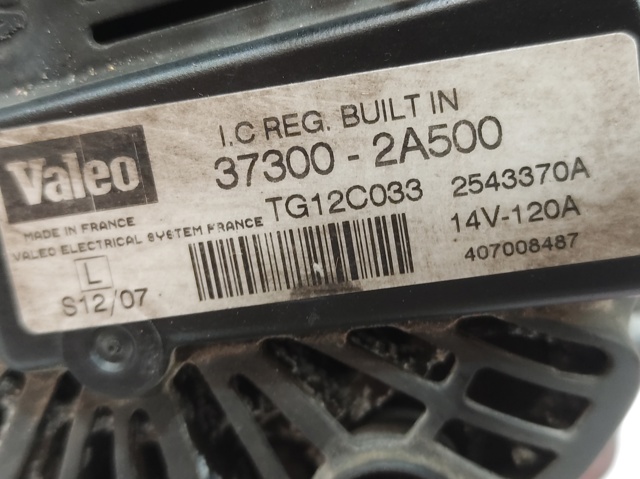 Valeo
I.C REG. BUILT IN
37300 - 2A500
TG12C033 2543370A
MADE IN FRANCE
VALEO ELECTRICAL SYSTEM FRANCE
14V-120A
L
407008487
S12/07